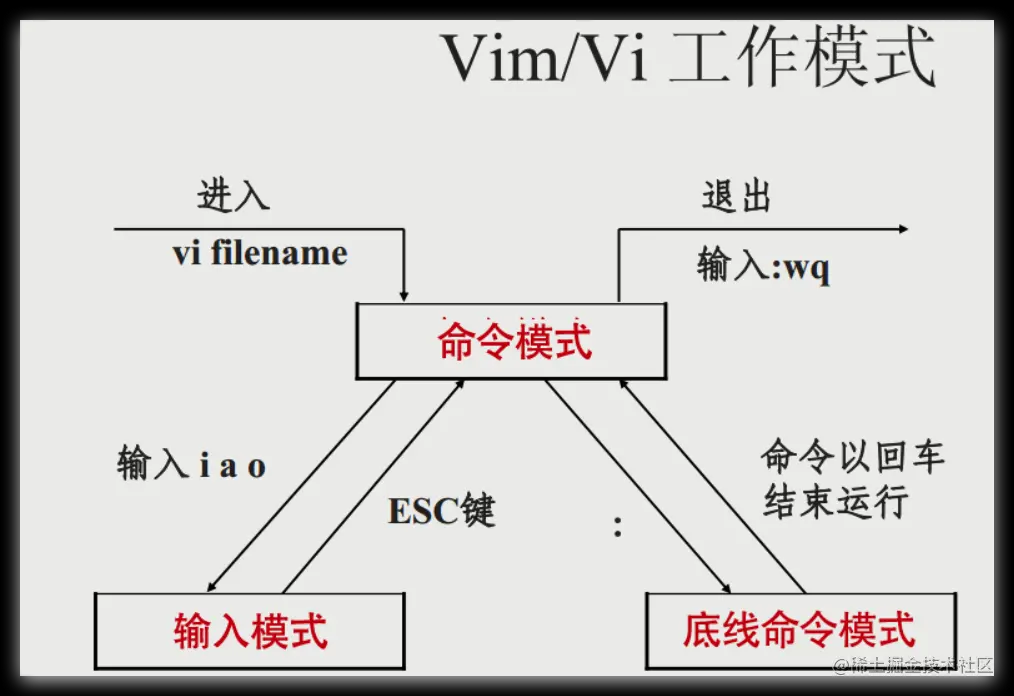 Vim/Vi 工作模式
进入
vi filename
退出
输入:wq
命令模式
输入 i a o
ESC键
:
命令以回车
结束运行
输入模式
底线命令模式
@稀土掘金技术社区